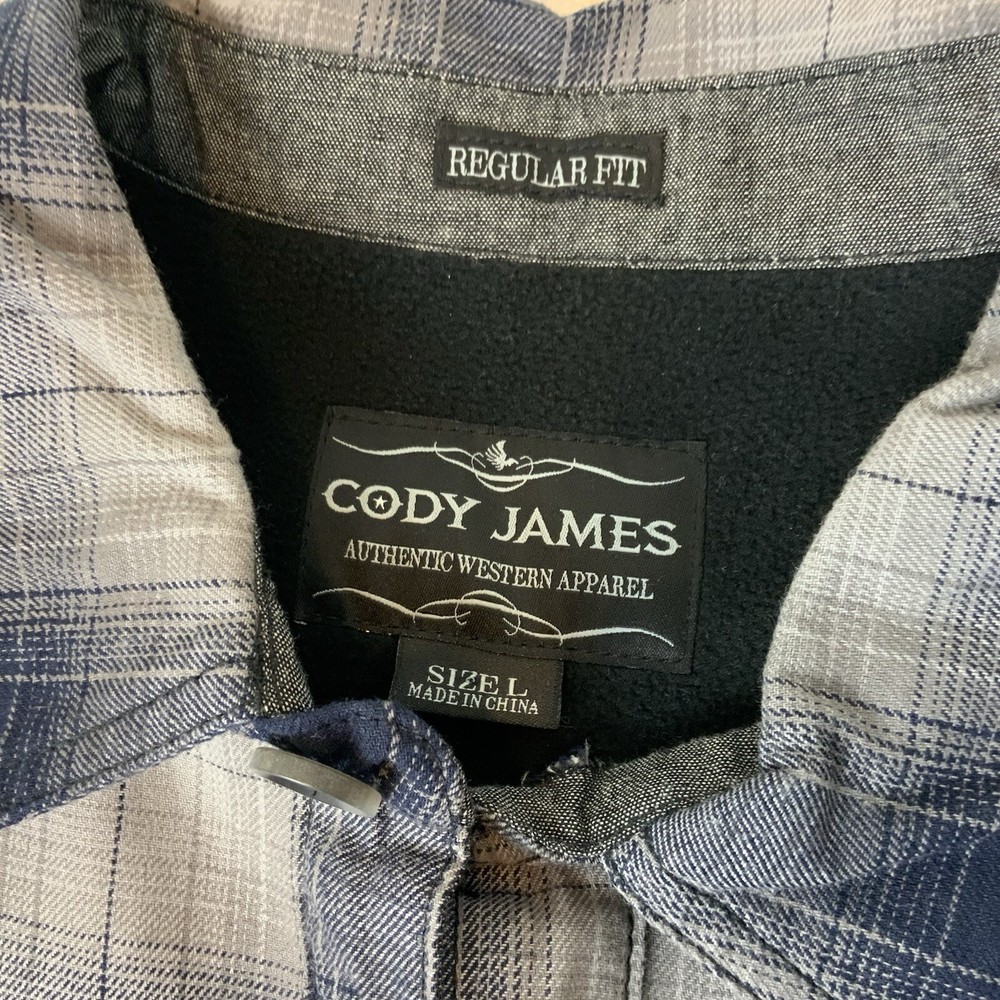 REGULAR FIT
CODY JAMES
AUTHENTIC WESTERN APPAREL
SIZE L
MADE IN CHINA